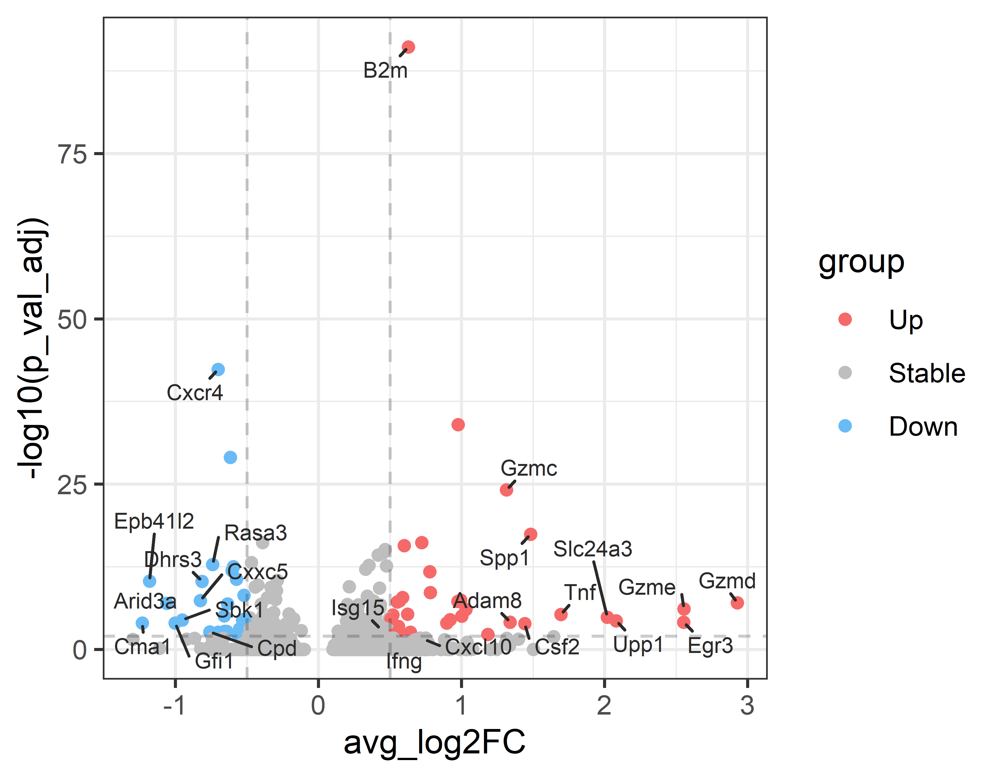 B2m
75
50
Cxcr4
25
Gzmc
Epb41l2
Rasa3
Spp1
Slc24a3
Dhrs3
Cxxc5
Gzmd
Gzme
Tnf
Arid3a
Sbk1
Isg15
Adam8
Cma1
Gfi1
Cpd
Ifng
Cxcl10
Csf2
Upp1
Egr3
0
-1
0
1
2
3
avg_log2FC
-log10(p_val_adj)
group
Up
Stable
Down